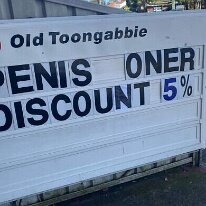 Old Toongabbie
PENIS ONER
DISCOUNT 5%